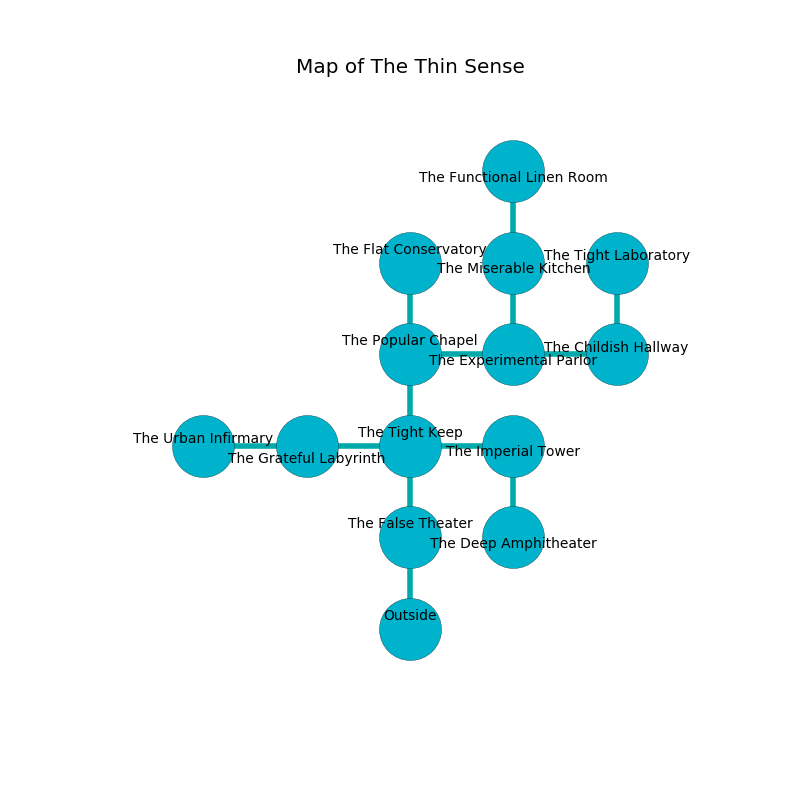 Map of The Thin Sense
The Functional Linen Room
The Flat Conservatory
The Miserable Kitchen
The Tight Laboratory
The Popular Chapel
The Experimental Parlor
The Childish Hallway
The Urban Infirmary
The Grateful Labyrinth
The Tight Keep
The Imperial Tower
The False Theater
The Deep Amphitheater
Outside